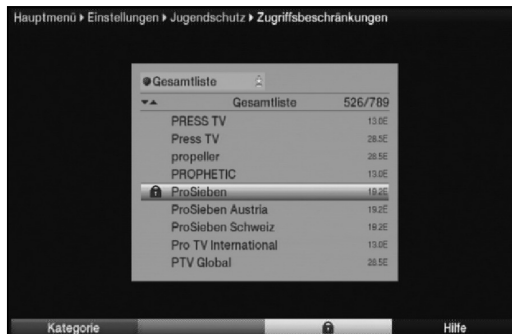 Hauptmenü ▸ Einstellungen ▸ Jugendschutz ▸ Zugriffsbeschränkungen
Gesamtliste
Gesamtliste 526/789
PRESS TV 13.0E
Press TV 28.5E
propeller 28.5E
PROPHETIC 13.0E
ProSieben 19.2E
ProSieben Austria 19.2E
ProSieben Schweiz 19.2E
Pro TV International 13.0E
PTV Global 28.5E
Kategorie Hilfe